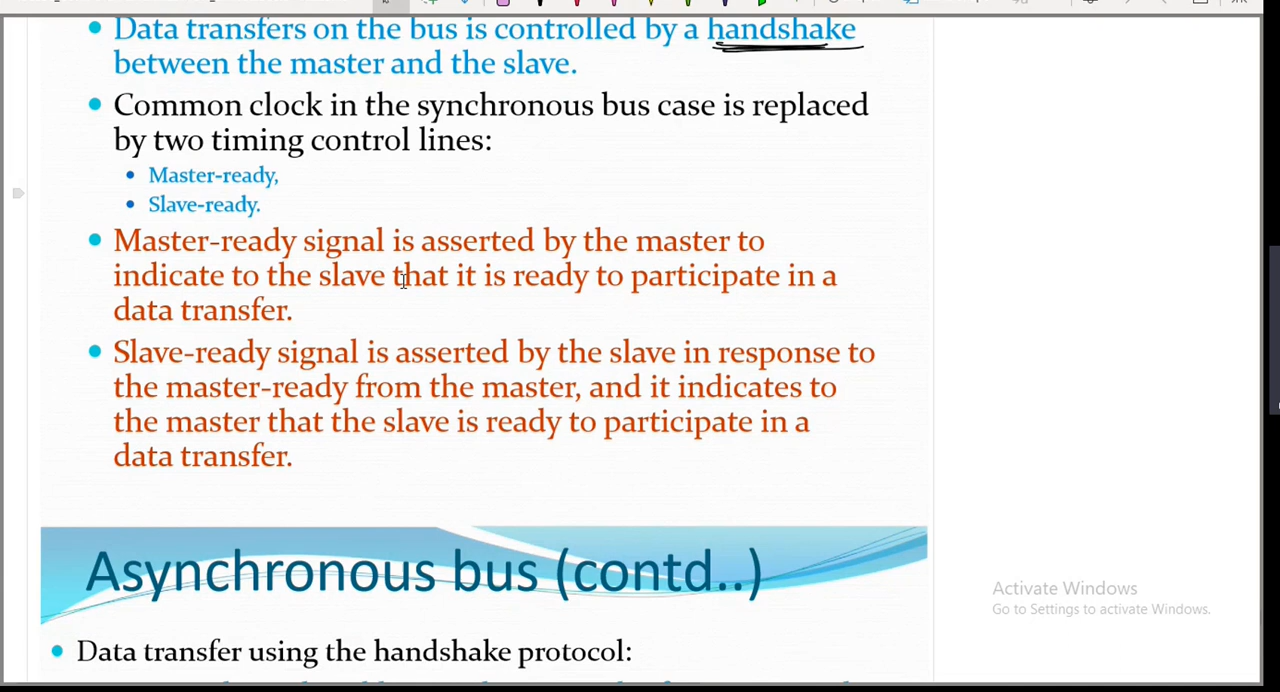 Data transfers on the bus is controlled by a handshake
between the master and the slave.
Common clock in the synchronous bus case is replaced
by two timing control lines:
Master-ready,
Slave-ready.
Master-ready signal is asserted by the master to
indicate to the slave that it is ready to participate in a
data transfer.
Slave-ready signal is asserted by the slave in response to
the master-ready from the master, and it indicates to
the master that the slave is ready to participate in a
data transfer.
Asynchronous bus (contd..)
Activate Windows
Go to Settings to activate Windows.
Data transfer using the handshake protocol: